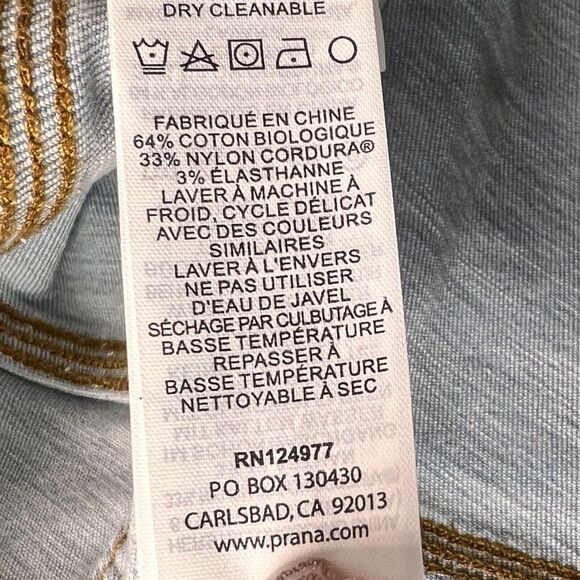 DRY CLEANABLE
FABRIQUÉ EN CHINE
64% COTON BIOLOGIQUE
33% NYLON CORDURA®
3% ÉLASTHANNE
LAVER À MACHINE À
FROID, CYCLE DÉLICAT
AVEC DES COULEURS
SIMILAIRES
LAVER À L'ENVERS
NE PAS UTILISER
D'EAU DE JAVEL
SÉCHAGE PAR CULBUTAGE À
BASSE TEMPÉRATURE
REPASSER À
BASSE TEMPÉRATURE
NETTOYABLE À SEC
RN124977
PO BOX 130430
CARLSBAD, CA 92013
www.prana.com